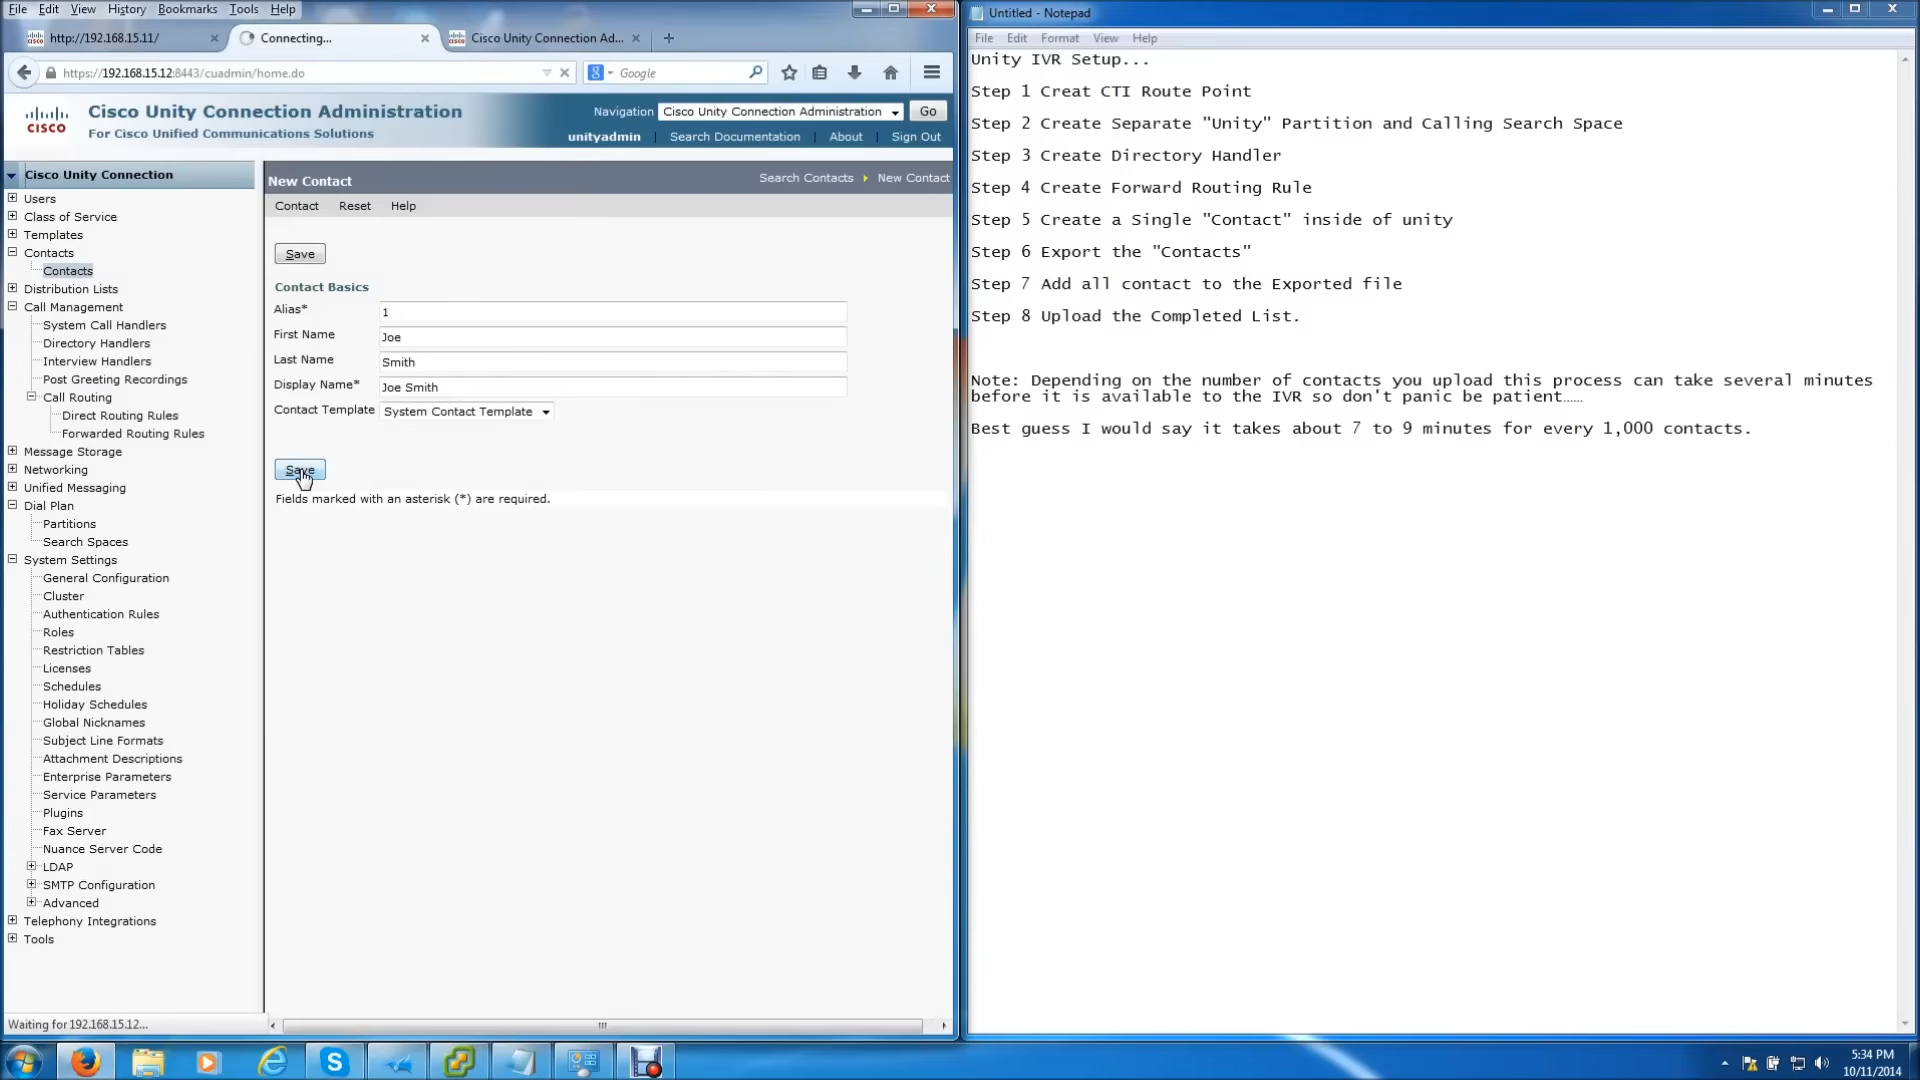 File Edit View History Bookmarks Tools Help
http://192.168.15.11/
Connecting...
Cisco Unity Connection Ad...
https://192.168.15.12:8443/cuadmin/home.do
Google
CISCO
Cisco Unity Connection Administration
For Cisco Unified Communications Solutions
Navigation Cisco Unity Connection Administration Go
unityadmin Search Documentation About Sign Out
Cisco Unity Connection
Users
Class of Service
Templates
Contacts
Contacts
Distribution Lists
Call Management
System Call Handlers
Directory Handlers
Interview Handlers
Post Greeting Recordings
Call Routing
Direct Routing Rules
Forwarded Routing Rules
Message Storage
Networking
Unified Messaging
Dial Plan
Partitions
Search Spaces
System Settings
General Configuration
Cluster
Authentication Rules
Roles
Restriction Tables
Licenses
Schedules
Holiday Schedules
Global Nicknames
Subject Line Formats
Attachment Descriptions
Enterprise Parameters
Service Parameters
Plugins
Fax Server
Nuance Server Code
LDAP
SMTP Configuration
Advanced
Telephony Integrations
Tools
New Contact
Search Contacts New Contact
Contact Reset Help
Save
Contact Basics
Alias* 1
First Name Joe
Last Name Smith
Display Name* Joe Smith
Contact Template System Contact Template
Save
Fields marked with an asterisk (*) are required.
Waiting for 192.168.15.12...
Untitled - Notepad
File Edit Format View Help
Unity IVR Setup...
Step 1 Creat CTI Route Point
Step 2 Create Separate "Unity" Partition and Calling Search Space
Step 3 Create Directory Handler
Step 4 Create Forward Routing Rule
Step 5 Create a Single "Contact" inside of unity
Step 6 Export the "Contacts"
Step 7 Add all contact to the Exported file
Step 8 Upload the Completed List.
Note: Depending on the number of contacts you upload this process can take several minutes
before it is available to the IVR so don't panic be patient……
Best guess I would say it takes about 7 to 9 minutes for every 1,000 contacts.
5:34 PM
10/11/2014